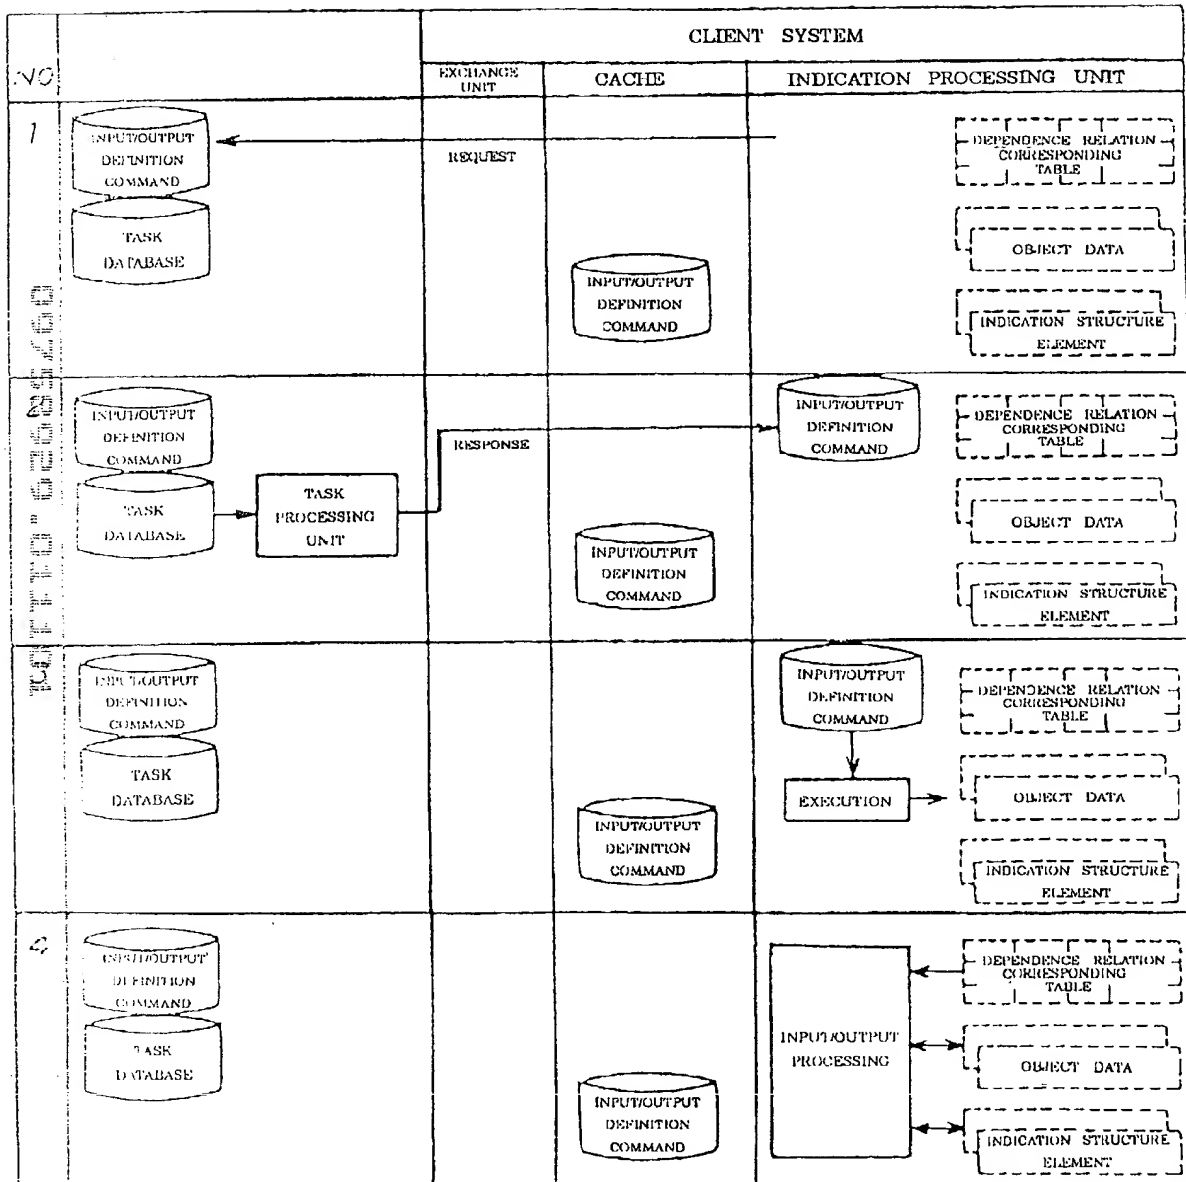 CLIENT SYSTEM
NO
EXCHANGE
UNIT
CACHE
INDICATION PROCESSING UNIT
1
INPUT/OUTPUT
DEFINITION
COMMAND
TASK
DATABASE
REQUEST
INPUT/OUTPUT
DEFINITION
COMMAND
DEPENDENCE RELATION
CORRESPONDING
TABLE
OBJECT DATA
INDICATION STRUCTURE
ELEMENT
INPUT/OUTPUT
DEFINITION
COMMAND
TASK
DATABASE
TASK
PROCESSING
UNIT
RESPONSE
INPUT/OUTPUT
DEFINITION
COMMAND
INPUT/OUTPUT
DEFINITION
COMMAND
DEPENDENCE RELATION
CORRESPONDING
TABLE
OBJECT DATA
INDICATION STRUCTURE
ELEMENT
INPUT/OUTPUT
DEFINITION
COMMAND
TASK
DATABASE
INPUT/OUTPUT
DEFINITION
COMMAND
INPUT/OUTPUT
DEFINITION
COMMAND
EXECUTION
DEPENDENCE RELATION
CORRESPONDING
TABLE
OBJECT DATA
INDICATION STRUCTURE
ELEMENT
4
INPUT/OUTPUT
DEFINITION
COMMAND
TASK
DATABASE
INPUT/OUTPUT
DEFINITION
COMMAND
INPUT/OUTPUT
PROCESSING
DEPENDENCE RELATION
CORRESPONDING
TABLE
OBJECT DATA
INDICATION STRUCTURE
ELEMENT